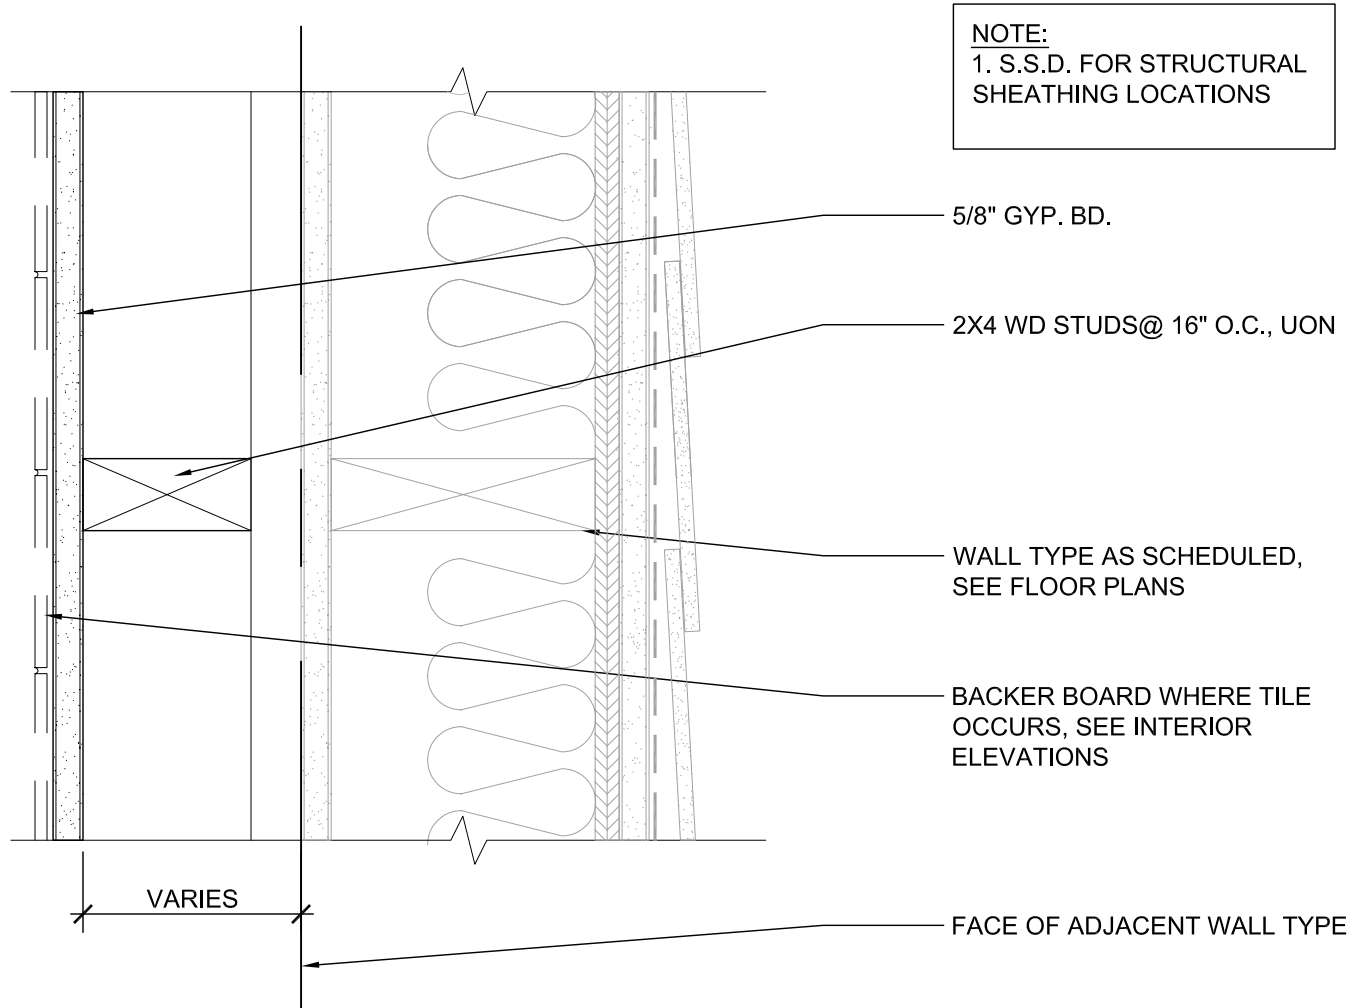 NOTE:
1. S.S.D. FOR STRUCTURAL
SHEATHING LOCATIONS
5/8" GYP. BD.
2X4 WD STUDS@ 16" O.C., UON
WALL TYPE AS SCHEDULED,
SEE FLOOR PLANS
BACKER BOARD WHERE TILE
OCCURS, SEE INTERIOR
ELEVATIONS
VARIES
FACE OF ADJACENT WALL TYPE